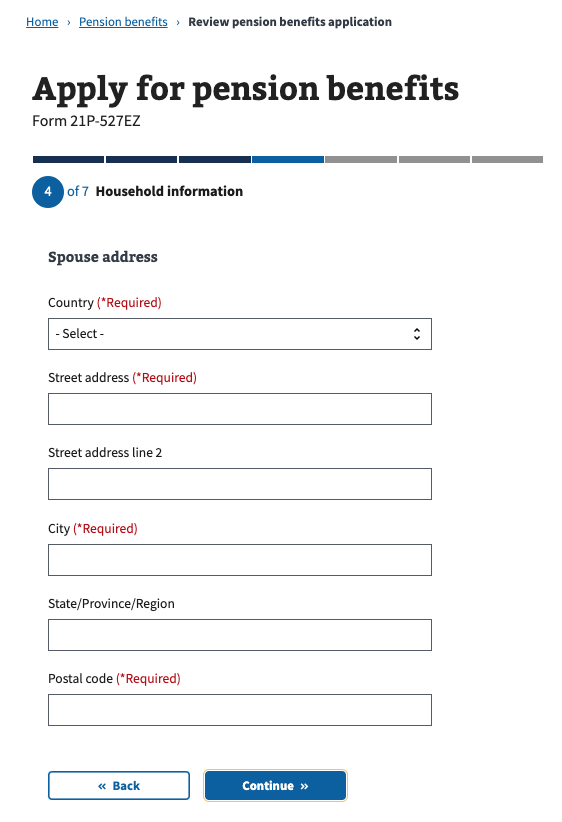 Home › Pension benefits › Review pension benefits application
Apply for pension benefits
Form 21P-527EZ
4 of 7 Household information
Spouse address
Country (*Required)
- Select -
Street address (*Required)
Street address line 2
City (*Required)
State/Province/Region
Postal code (*Required)
« Back
Continue »